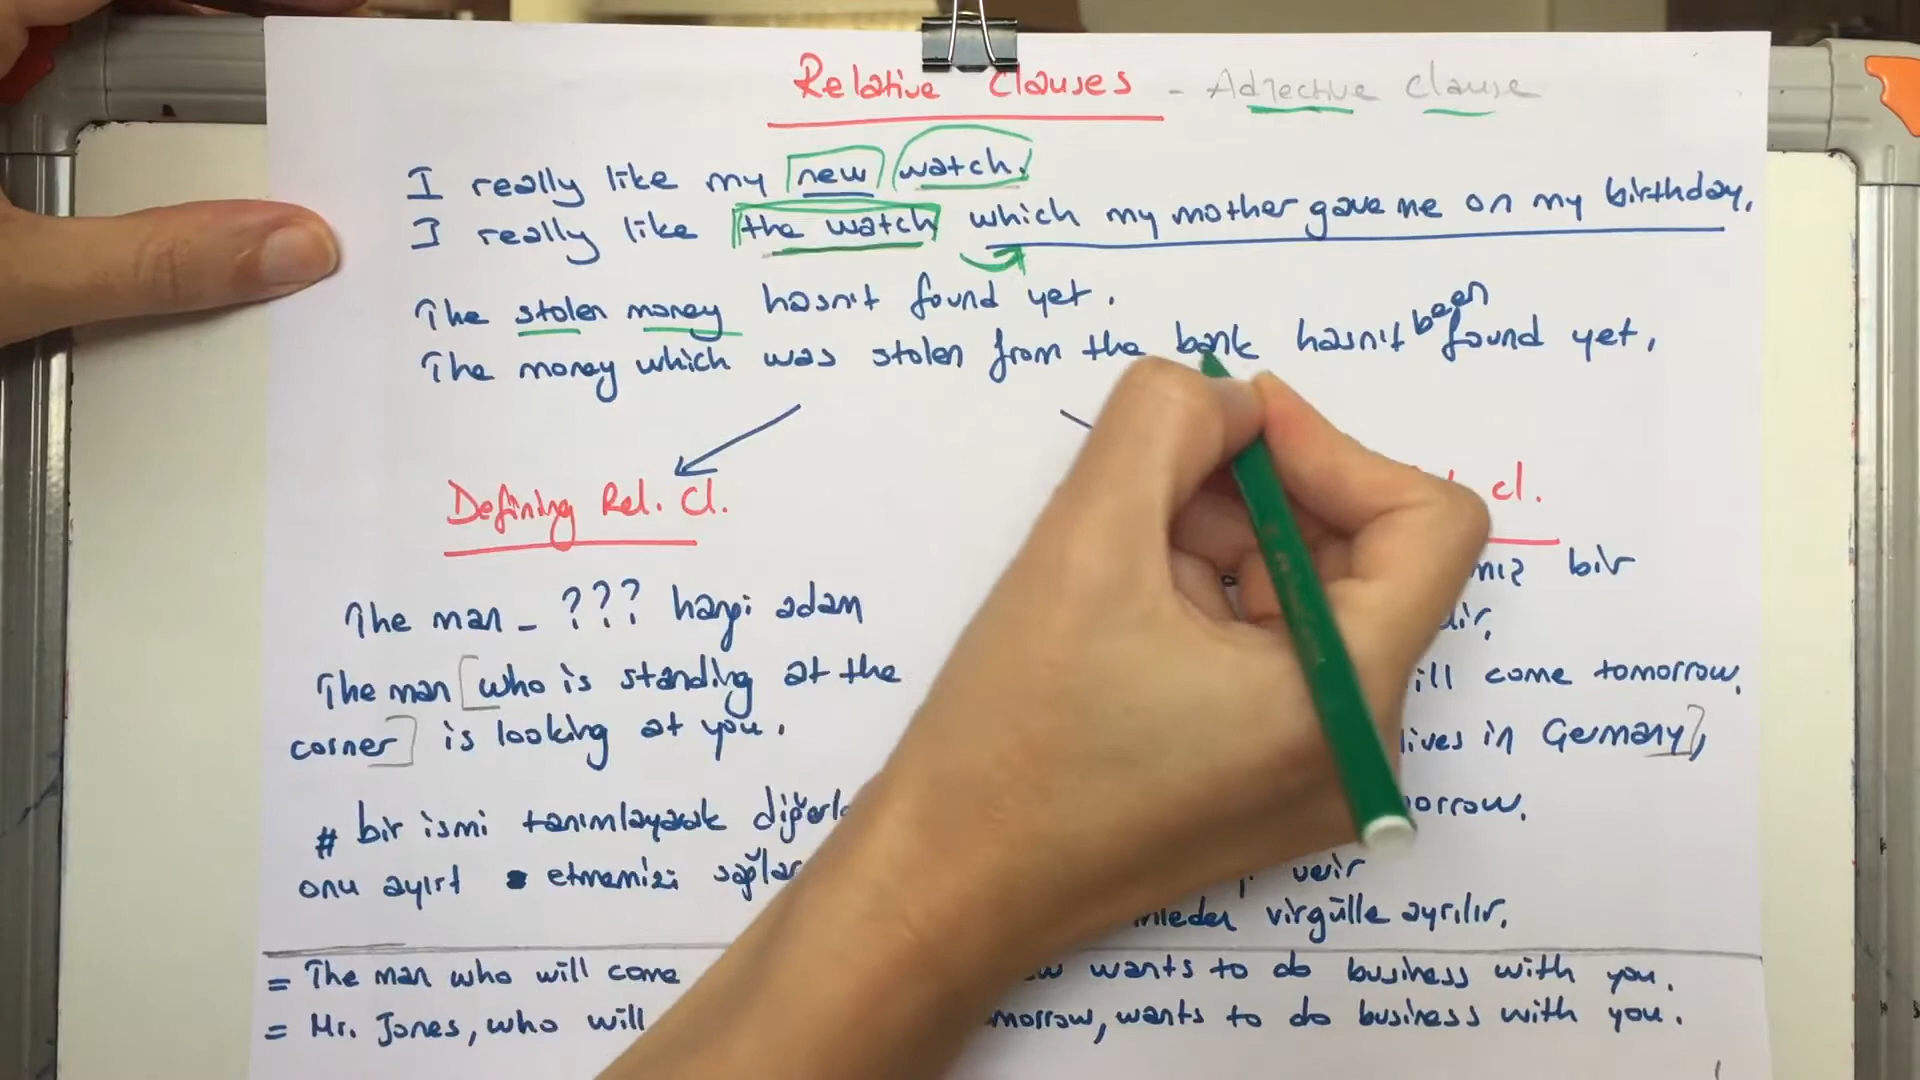 Relative Clauses - Adjective Clause
I really like my new watch.
I really like the watch which my mother gave me on my birthday.
The stolen money hasn't found yet.
The money which was stolen from the bank hasn't been found yet.
Defining Rel. Cl.
cl.
The man - ??? hangi adam
The man [who is standing at the
corner] is looking at you.
# bir ismi tanımlayarak
onu ayırt etmemizi
bir
come tomorrow.
lives in Germany],
verir
virgülle ayrılır.
= The man who will come wants to do business with you.
= Mr. Jones, who will wants to do business with you.